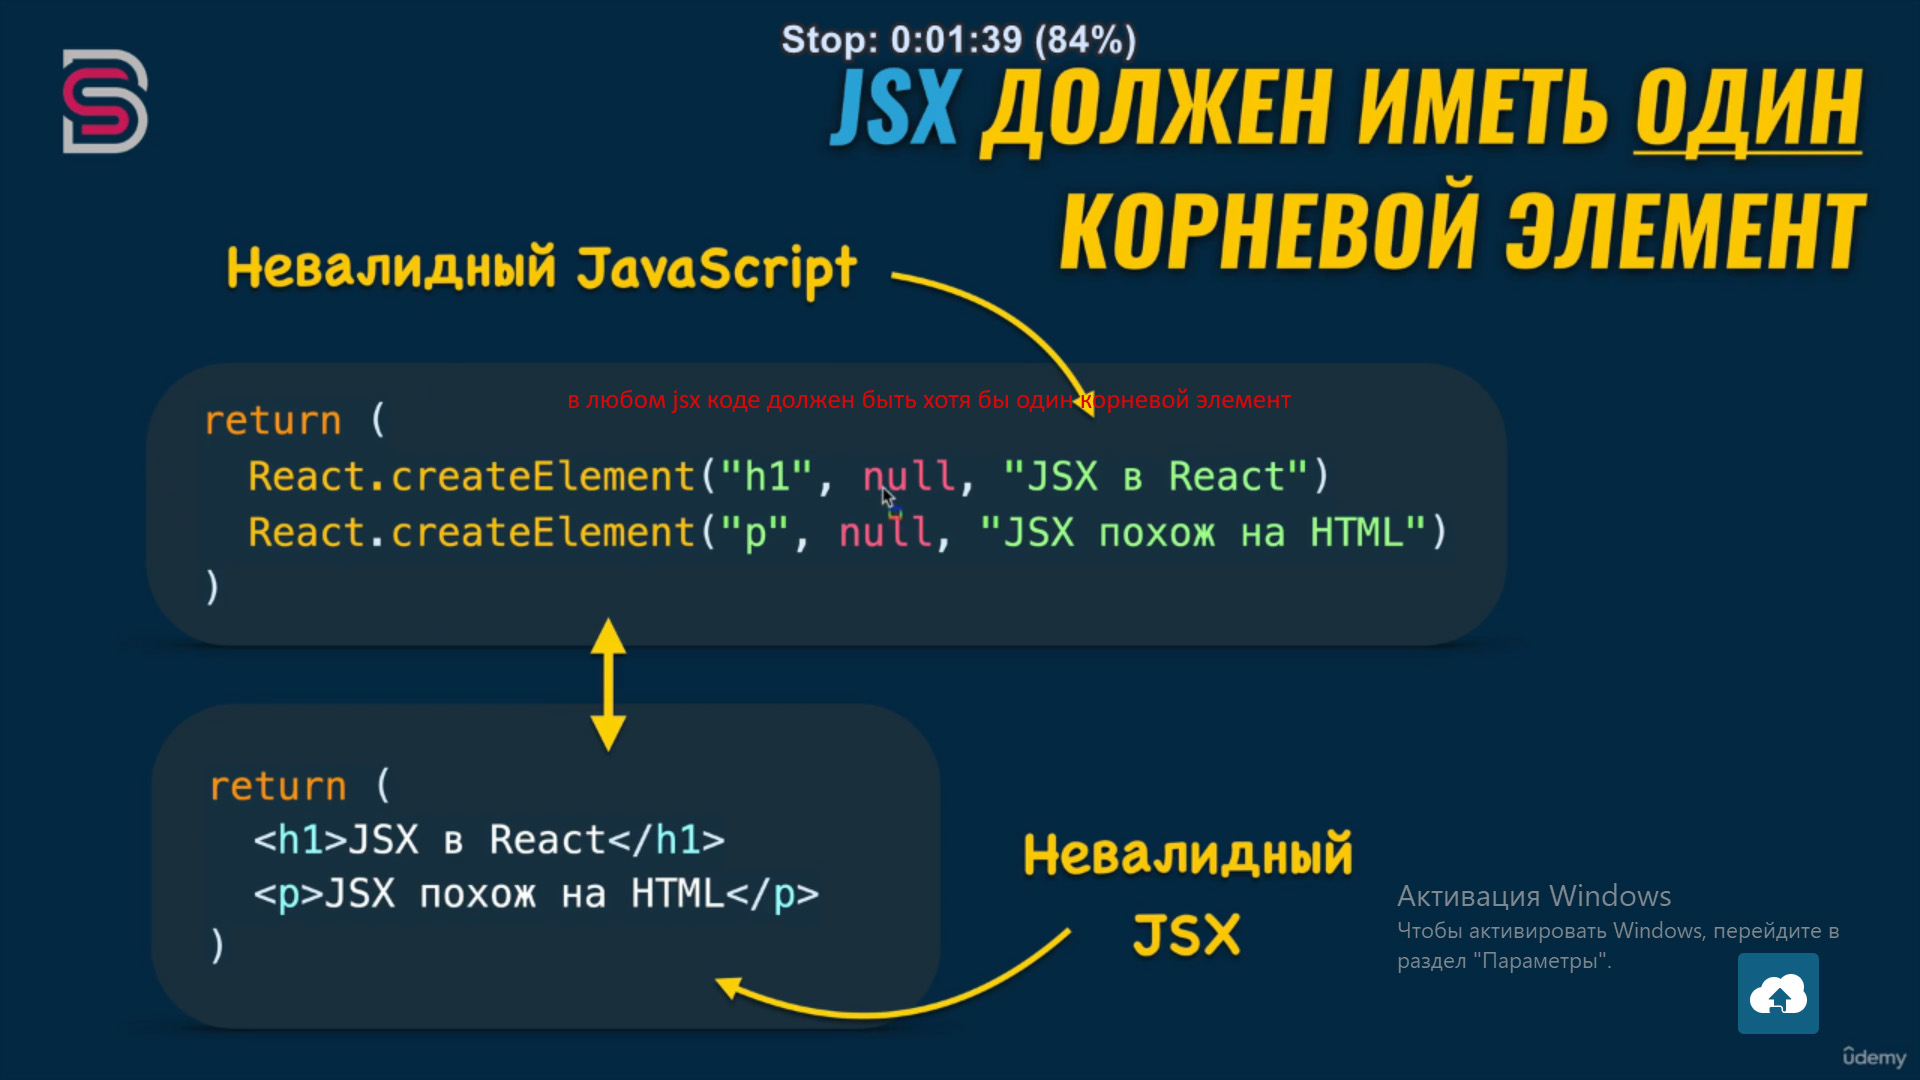 Stop: 0:01:39 (84%)
JSX ДОЛЖЕН ИМЕТЬ ОДИН
КОРНЕВОЙ ЭЛЕМЕНТ
Невалидный JavaScript
в любом jsx коде должен быть хотя бы один корневой элемент
return (
React.createElement("h1", null, "JSX в React")
React.createElement("p", null, "JSX похож на HTML")
)
return (
<h1>JSX в React</h1>
<p>JSX похож на HTML</p>
)
Невалидный
JSX
Активация Windows
Чтобы активировать Windows, перейдите в
раздел "Параметры".
ûdemy